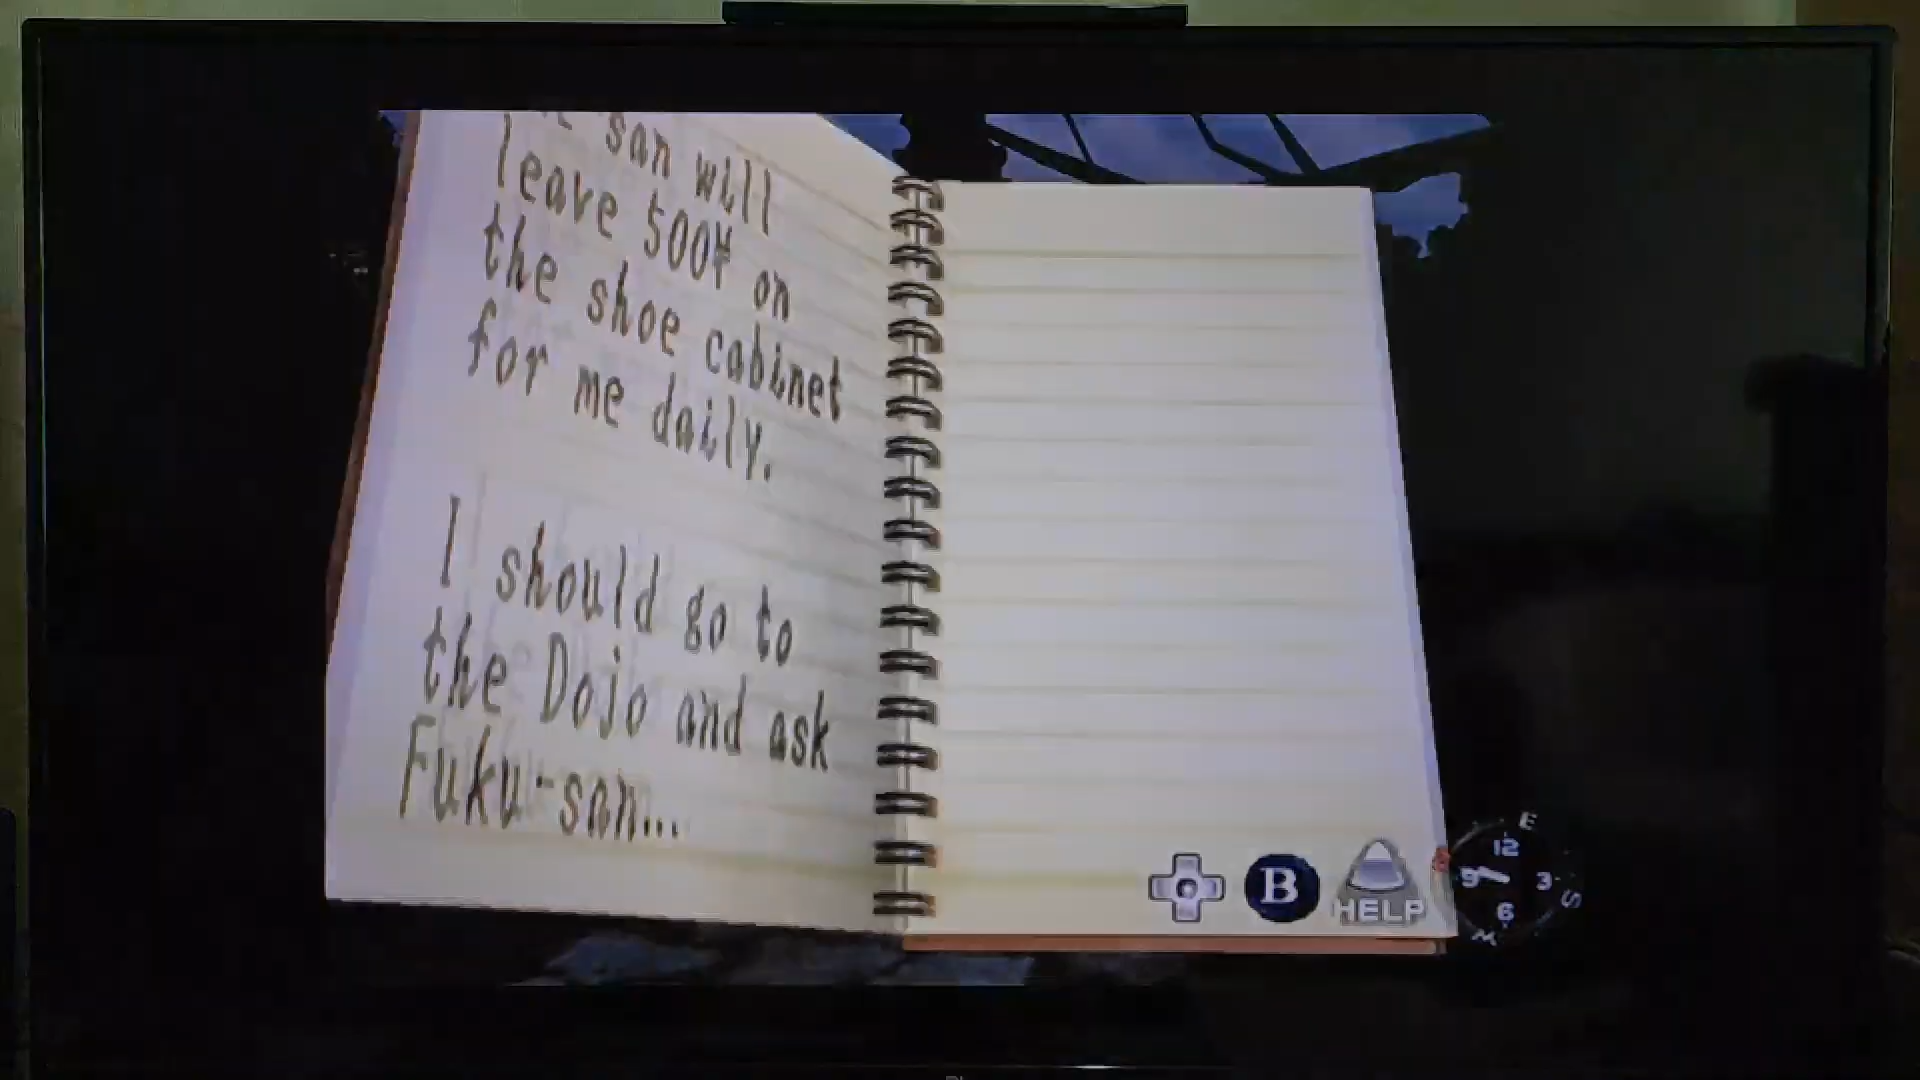 san will
leave 500¥ on
the shoe cabinet
for me daily.
I should go to
the Dojo and ask
Fuku-san...
B
HELP
E
12
9 3
S
6
W